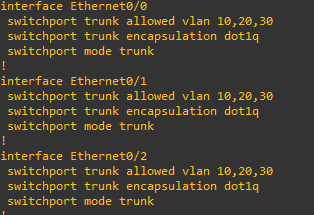 interface Ethernet0/0
switchport trunk allowed vlan 10,20,30
switchport trunk encapsulation dot1q
switchport mode trunk
!
interface Ethernet0/1
switchport trunk allowed vlan 10,20,30
switchport trunk encapsulation dot1q
switchport mode trunk
!
interface Ethernet0/2
switchport trunk allowed vlan 10,20,30
switchport trunk encapsulation dot1q
switchport mode trunk
!